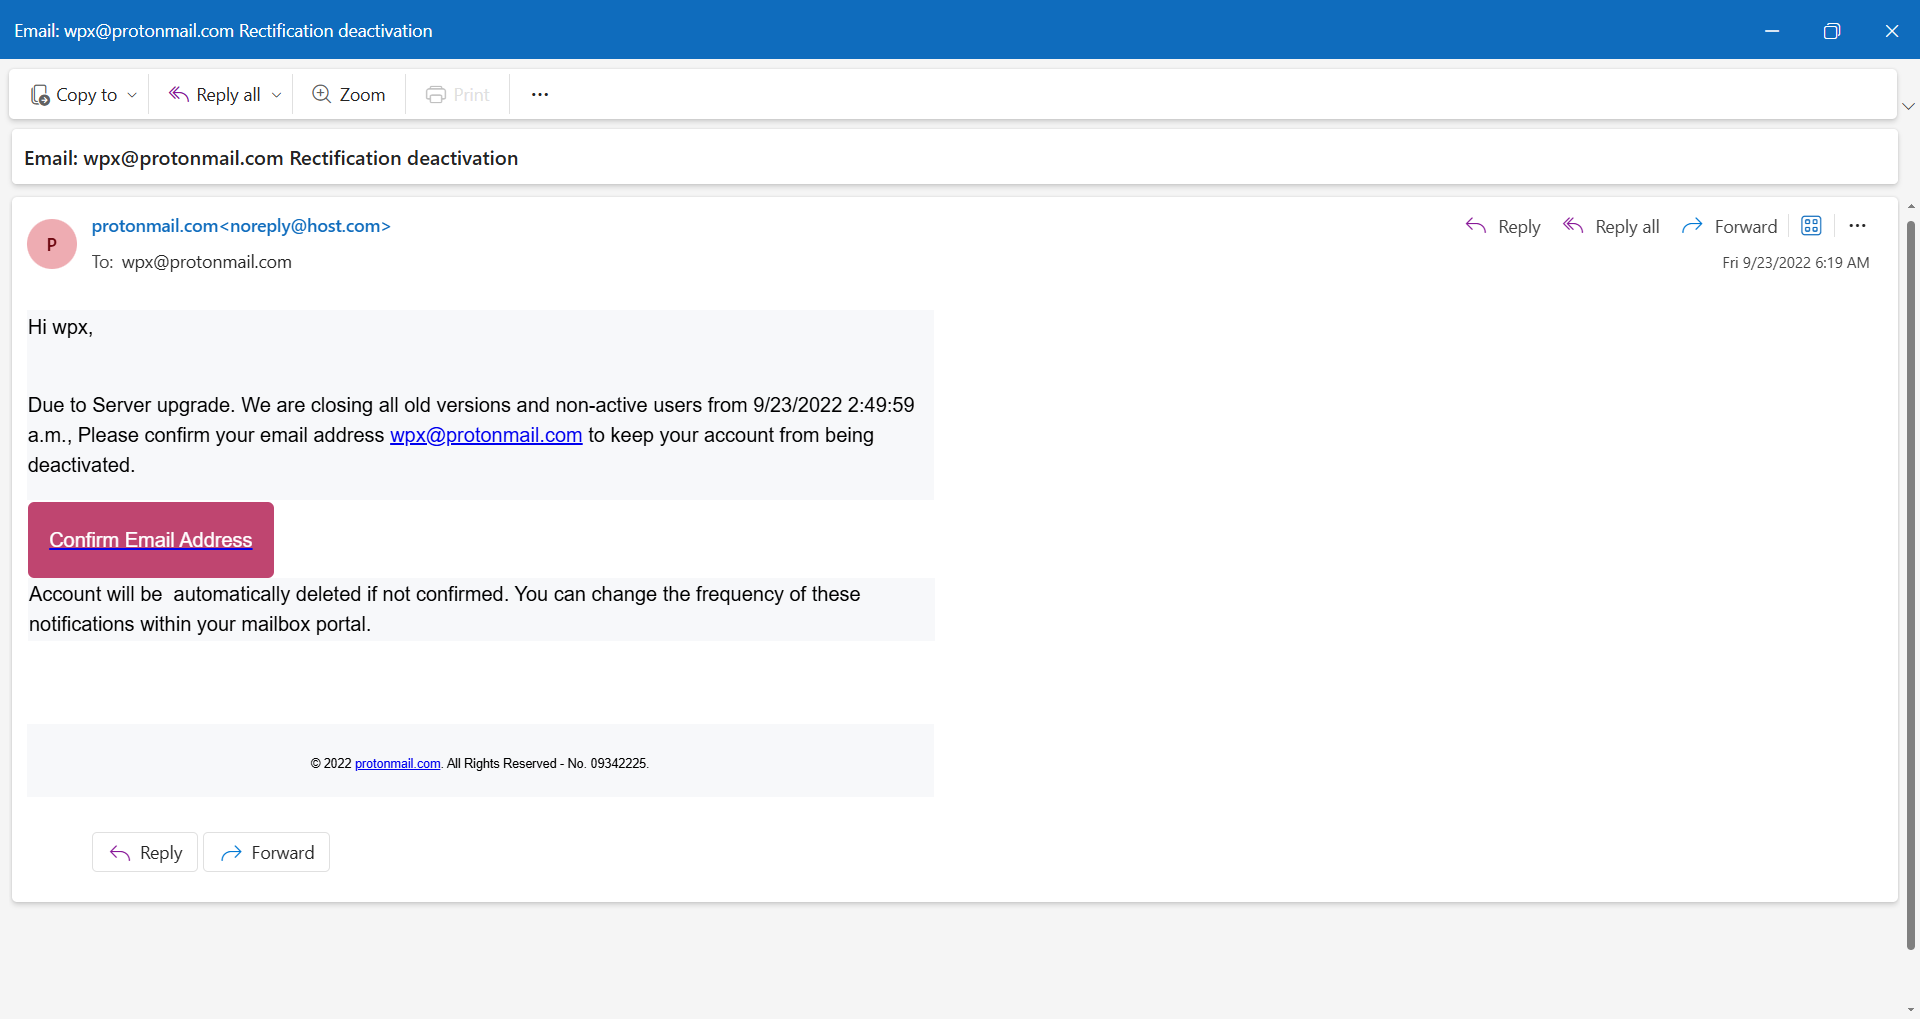 Email: wpx@protonmail.com Rectification deactivation
Copy to
Reply all
Zoom
Print
Email: wpx@protonmail.com Rectification deactivation
P
protonmail.com<noreply@host.com>
To: wpx@protonmail.com
Reply
Reply all
Forward
Fri 9/23/2022 6:19 AM
Hi wpx,
Due to Server upgrade. We are closing all old versions and non-active users from 9/23/2022 2:49:59
a.m., Please confirm your email address wpx@protonmail.com to keep your account from being
deactivated.
Confirm Email Address
Account will be  automatically deleted if not confirmed. You can change the frequency of these
notifications within your mailbox portal.
© 2022 protonmail.com. All Rights Reserved - No. 09342225.
Reply
Forward